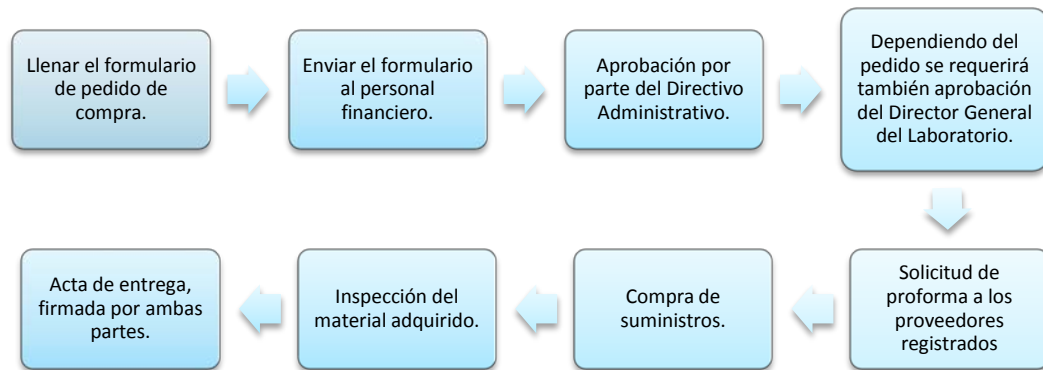 Llenar el formulario
de pedido de
compra.
Enviar el formulario
al personal
financiero.
Aprobación por
parte del Directivo
Administrativo.
Dependiendo del
pedido se requerirá
también aprobación
del Director General
del Laboratorio.
Solicitud de
proforma a los
proveedores
registrados
Compra de
suministros.
Inspección del
material adquirido.
Acta de entrega,
firmada por ambas
partes.